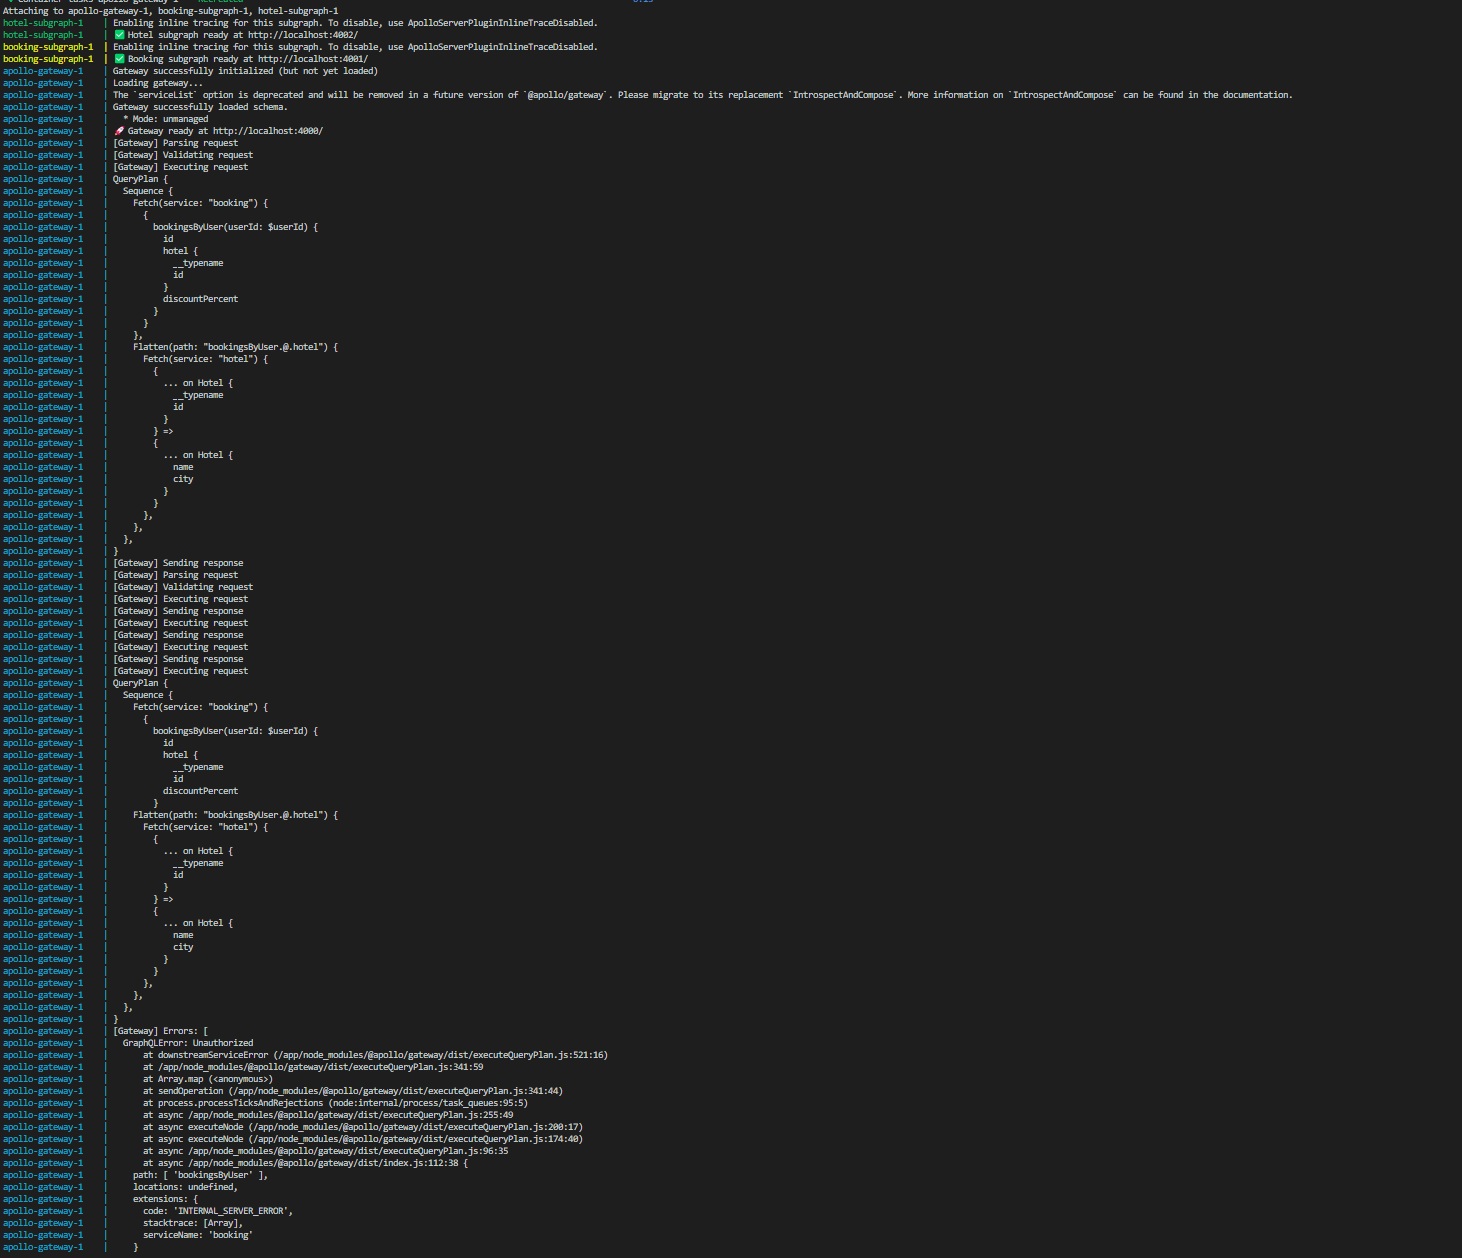 Container tasks-apollo-gateway-1 Recreated
Attaching to apollo-gateway-1, booking-subgraph-1, hotel-subgraph-1
hotel-subgraph-1 | Enabling inline tracing for this subgraph. To disable, use ApolloServerPluginInlineTraceDisabled.
hotel-subgraph-1 | ✅ Hotel subgraph ready at http://localhost:4002/
booking-subgraph-1 | Enabling inline tracing for this subgraph. To disable, use ApolloServerPluginInlineTraceDisabled.
booking-subgraph-1 | ✅ Booking subgraph ready at http://localhost:4001/
apollo-gateway-1 | Gateway successfully initialized (but not yet loaded)
apollo-gateway-1 | Loading gateway...
apollo-gateway-1 | The `serviceList` option is deprecated and will be removed in a future version of `@apollo/gateway`. Please migrate to its replacement `IntrospectAndCompose`. More information on `IntrospectAndCompose` can be found in the documentation.
apollo-gateway-1 | Gateway successfully loaded schema.
apollo-gateway-1 |   * Mode: unmanaged
apollo-gateway-1 | 🚀 Gateway ready at http://localhost:4000/
apollo-gateway-1 | [Gateway] Parsing request
apollo-gateway-1 | [Gateway] Validating request
apollo-gateway-1 | [Gateway] Executing request
apollo-gateway-1 | QueryPlan {
apollo-gateway-1 |   Sequence {
apollo-gateway-1 |     Fetch(service: "booking") {
apollo-gateway-1 |       {
apollo-gateway-1 |         bookingsByUser(userId: $userId) {
apollo-gateway-1 |           id
apollo-gateway-1 |           hotel {
apollo-gateway-1 |             __typename
apollo-gateway-1 |             id
apollo-gateway-1 |           }
apollo-gateway-1 |           discountPercent
apollo-gateway-1 |         }
apollo-gateway-1 |       }
apollo-gateway-1 |     },
apollo-gateway-1 |     Flatten(path: "bookingsByUser.@.hotel") {
apollo-gateway-1 |       Fetch(service: "hotel") {
apollo-gateway-1 |         {
apollo-gateway-1 |           ... on Hotel {
apollo-gateway-1 |             __typename
apollo-gateway-1 |             id
apollo-gateway-1 |           }
apollo-gateway-1 |         } =>
apollo-gateway-1 |         {
apollo-gateway-1 |           ... on Hotel {
apollo-gateway-1 |             name
apollo-gateway-1 |             city
apollo-gateway-1 |           }
apollo-gateway-1 |         }
apollo-gateway-1 |       },
apollo-gateway-1 |     },
apollo-gateway-1 |   },
apollo-gateway-1 | }
apollo-gateway-1 | [Gateway] Sending response
apollo-gateway-1 | [Gateway] Parsing request
apollo-gateway-1 | [Gateway] Validating request
apollo-gateway-1 | [Gateway] Executing request
apollo-gateway-1 | [Gateway] Sending response
apollo-gateway-1 | [Gateway] Executing request
apollo-gateway-1 | [Gateway] Sending response
apollo-gateway-1 | [Gateway] Executing request
apollo-gateway-1 | [Gateway] Sending response
apollo-gateway-1 | [Gateway] Executing request
apollo-gateway-1 | QueryPlan {
apollo-gateway-1 |   Sequence {
apollo-gateway-1 |     Fetch(service: "booking") {
apollo-gateway-1 |       {
apollo-gateway-1 |         bookingsByUser(userId: $userId) {
apollo-gateway-1 |           id
apollo-gateway-1 |           hotel {
apollo-gateway-1 |             __typename
apollo-gateway-1 |             id
apollo-gateway-1 |           discountPercent
apollo-gateway-1 |         }
apollo-gateway-1 |     Flatten(path: "bookingsByUser.@.hotel") {
apollo-gateway-1 |       Fetch(service: "hotel") {
apollo-gateway-1 |         {
apollo-gateway-1 |           ... on Hotel {
apollo-gateway-1 |             __typename
apollo-gateway-1 |             id
apollo-gateway-1 |           }
apollo-gateway-1 |         } =>
apollo-gateway-1 |         {
apollo-gateway-1 |           ... on Hotel {
apollo-gateway-1 |             name
apollo-gateway-1 |             city
apollo-gateway-1 |           }
apollo-gateway-1 |         }
apollo-gateway-1 |       },
apollo-gateway-1 |     },
apollo-gateway-1 |   },
apollo-gateway-1 | }
apollo-gateway-1 | [Gateway] Errors: [
apollo-gateway-1 |   GraphQLError: Unauthorized
apollo-gateway-1 |       at downstreamServiceError (/app/node_modules/@apollo/gateway/dist/executeQueryPlan.js:521:16)
apollo-gateway-1 |       at /app/node_modules/@apollo/gateway/dist/executeQueryPlan.js:341:59
apollo-gateway-1 |       at Array.map (<anonymous>)
apollo-gateway-1 |       at sendOperation (/app/node_modules/@apollo/gateway/dist/executeQueryPlan.js:341:44)
apollo-gateway-1 |       at process.processTicksAndRejections (node:internal/process/task_queues:95:5)
apollo-gateway-1 |       at async /app/node_modules/@apollo/gateway/dist/executeQueryPlan.js:255:49
apollo-gateway-1 |       at async executeNode (/app/node_modules/@apollo/gateway/dist/executeQueryPlan.js:200:17)
apollo-gateway-1 |       at async executeNode (/app/node_modules/@apollo/gateway/dist/executeQueryPlan.js:174:40)
apollo-gateway-1 |       at async /app/node_modules/@apollo/gateway/dist/executeQueryPlan.js:96:35
apollo-gateway-1 |       at async /app/node_modules/@apollo/gateway/dist/index.js:112:38 {
apollo-gateway-1 |     path: [ 'bookingsByUser' ],
apollo-gateway-1 |     locations: undefined,
apollo-gateway-1 |     extensions: {
apollo-gateway-1 |       code: 'INTERNAL_SERVER_ERROR',
apollo-gateway-1 |       stacktrace: [Array],
apollo-gateway-1 |       serviceName: 'booking'
apollo-gateway-1 |     }